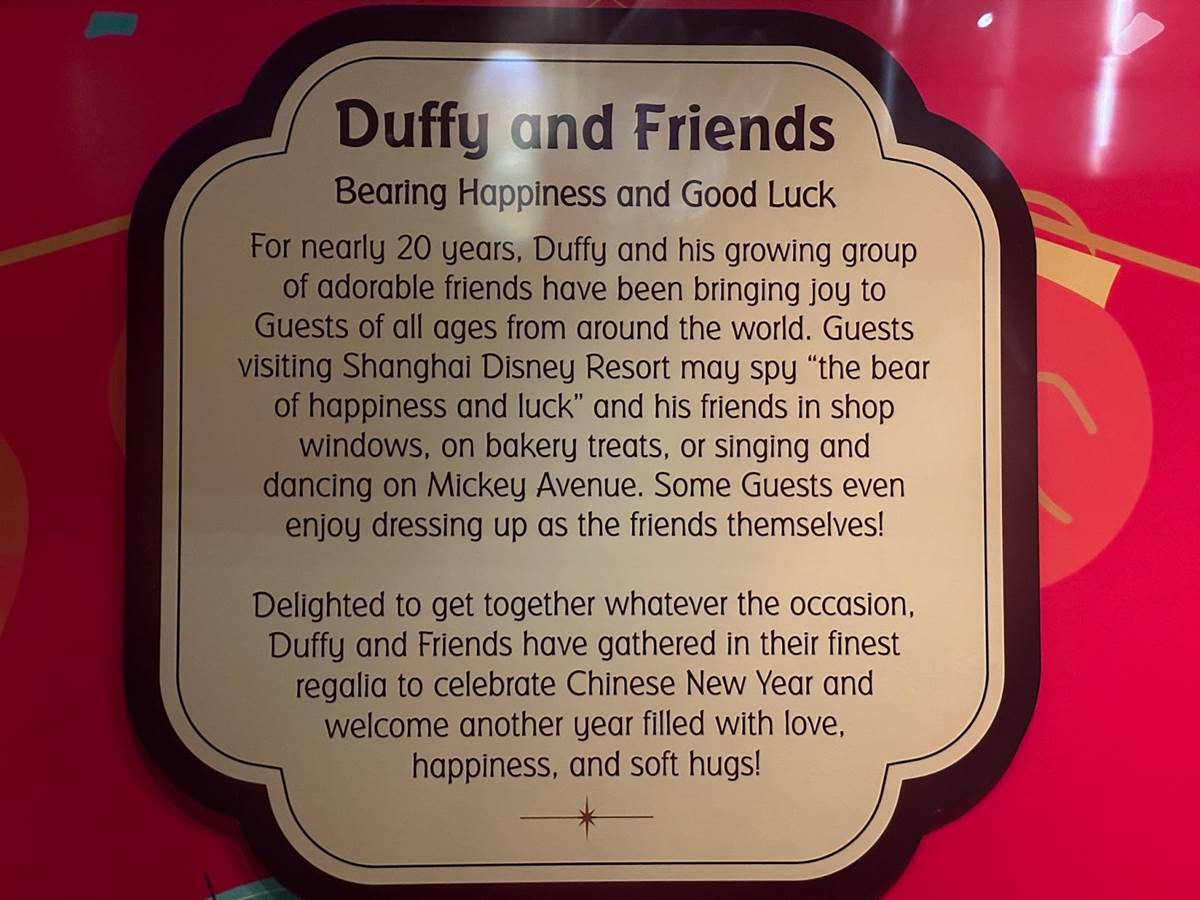 Duffy and Friends
Bearing Happiness and Good Luck
For nearly 20 years, Duffy and his growing group
of adorable friends have been bringing joy to
Guests of all ages from around the world. Guests
visiting Shanghai Disney Resort may spy “the bear
of happiness and luck” and his friends in shop
windows, on bakery treats, or singing and
dancing on Mickey Avenue. Some Guests even
enjoy dressing up as the friends themselves!
Delighted to get together whatever the occasion,
Duffy and Friends have gathered in their finest
regalia to celebrate Chinese New Year and
welcome another year filled with love,
happiness, and soft hugs!